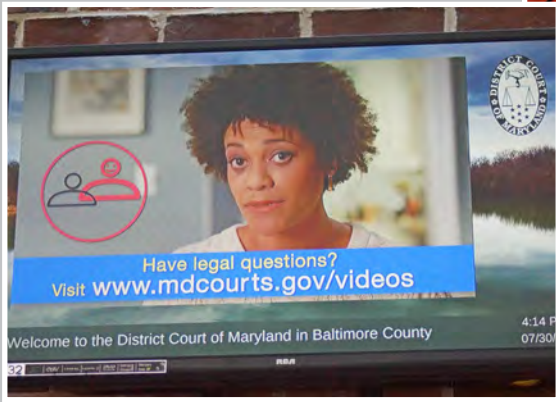 DISTRICT COURT
OF MARYLAND
Have legal questions?
Visit www.mdcourts.gov/videos
4:14 P
Welcome to the District Court of Maryland in Baltimore County
07/30/
32
RCA